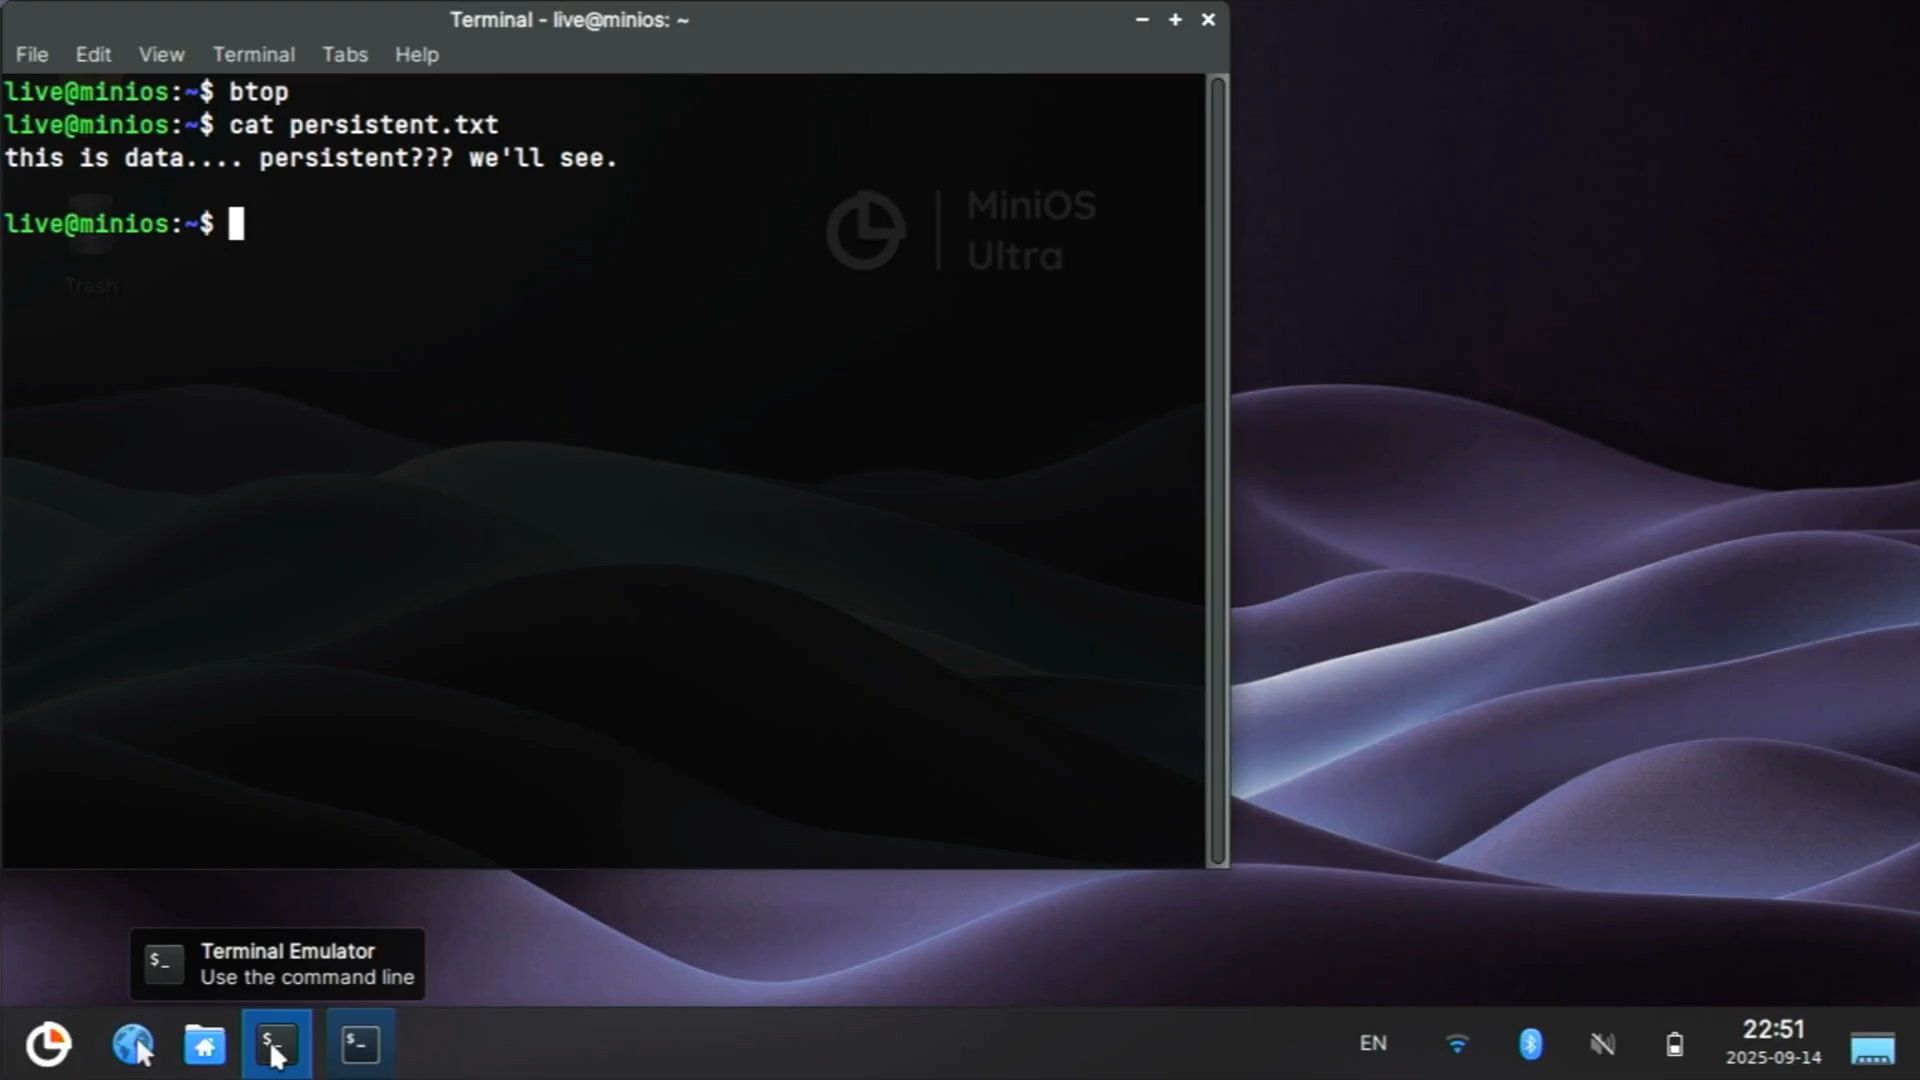 Terminal - live@minios: ~
File Edit View Terminal Tabs Help
live@minios:~$ btop
live@minios:~$ cat persistent.txt
this is data.... persistent??? we'll see.
live@minios:~$
MiniOS
Ultra
Trash
$_ Terminal Emulator
Use the command line
$_
$_
EN
22:51
2025-09-14